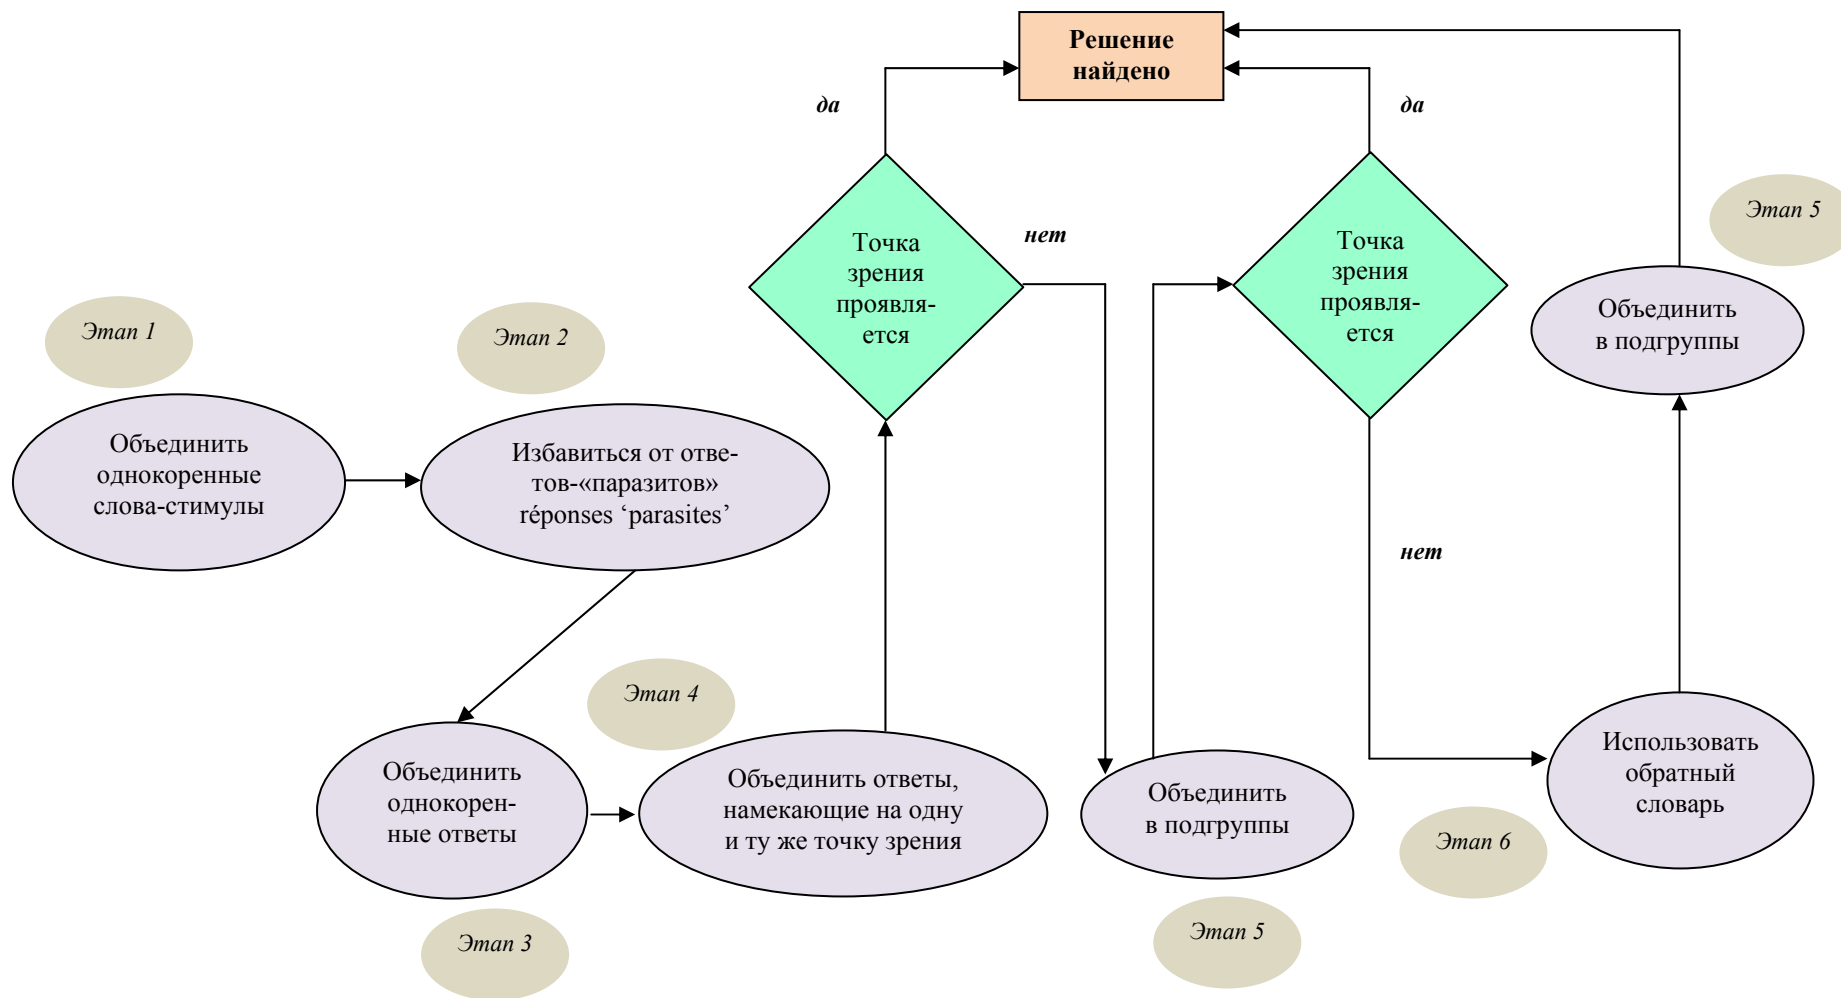 Решение
найдено
да
да
Этап 5
Точка
зрения
проявля-
ется
нет
Точка
зрения
проявля-
ется
Объединить
в подгруппы
Этап 1
Этап 2
Объединить
однокоренные
слова-стимулы
Избавиться от отве-
тов-«паразитов»
réponses ‘parasites’
нет
Этап 4
Объединить
однокорен-
ные ответы
Объединить ответы,
намекающие на одну
и ту же точку зрения
Объединить
в подгруппы
Использовать
обратный
словарь
Этап 6
Этап 3
Этап 5